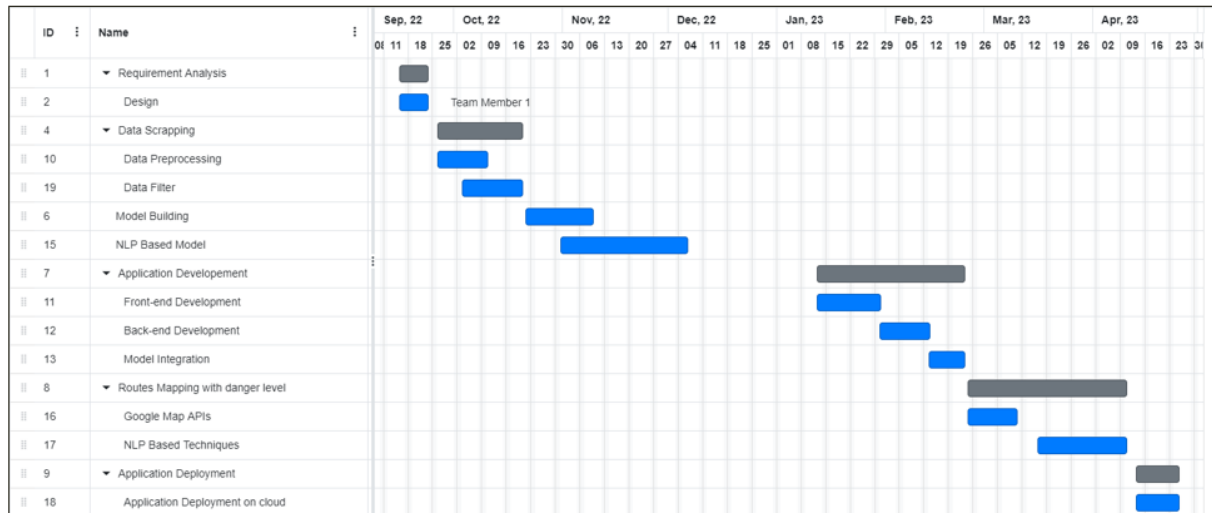 Sep, 22 Oct, 22 Nov, 22 Dec, 22 Jan, 23 Feb, 23 Mar, 23 Apr, 23
ID Name
11 18 25 02 09 16 23 30 06 13 20 27 04 11 18 25 01 08 15 22 29 05 12 19 26 05 12 19 26 02 09 16 23
1 Requirement Analysis
2 Design Team Member 1
4 Data Scrapping
10 Data Preprocessing
19 Data Filter
6 Model Building
15 NLP Based Model
7 Application Developement
11 Front-end Development
12 Back-end Development
13 Model Integration
8 Routes Mapping with danger level
16 Google Map APIs
17 NLP Based Techniques
9 Application Deployment
18 Application Deployment on cloud